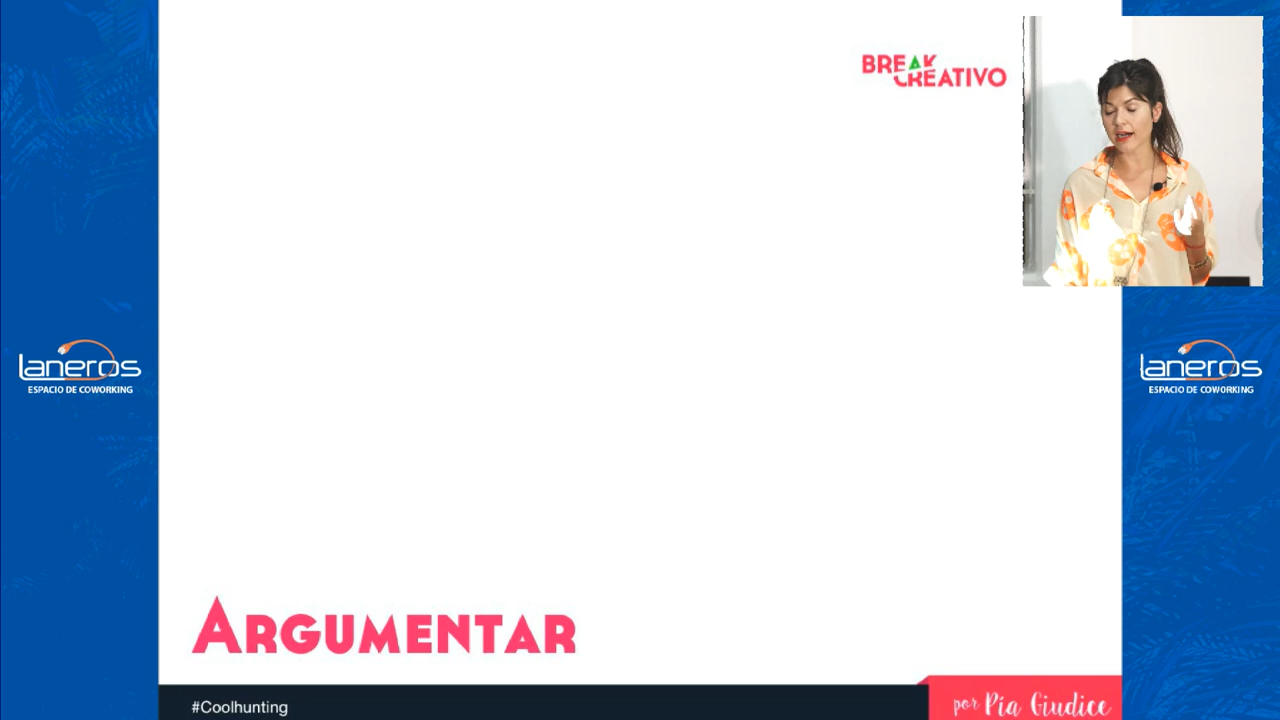 BREAK
CREATIVO
Laneros
ESPACIO DE COWORKING
Laneros
ESPACIO DE COWORKING
ARGUMENTAR
#Coolhunting
por Pía Giudice